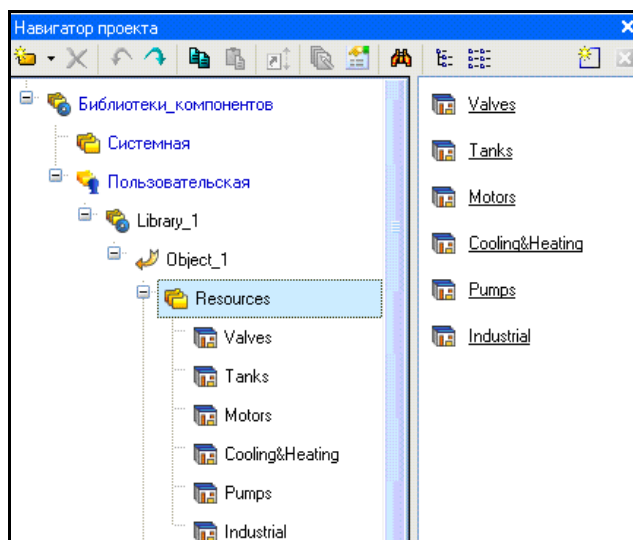 Навигатор проекта
Библиотеки_компонентов
Системная
Пользовательская
Library_1
Object_1
Resources
Valves
Tanks
Motors
Cooling&Heating
Pumps
Industrial
Valves
Tanks
Motors
Cooling&Heating
Pumps
Industrial